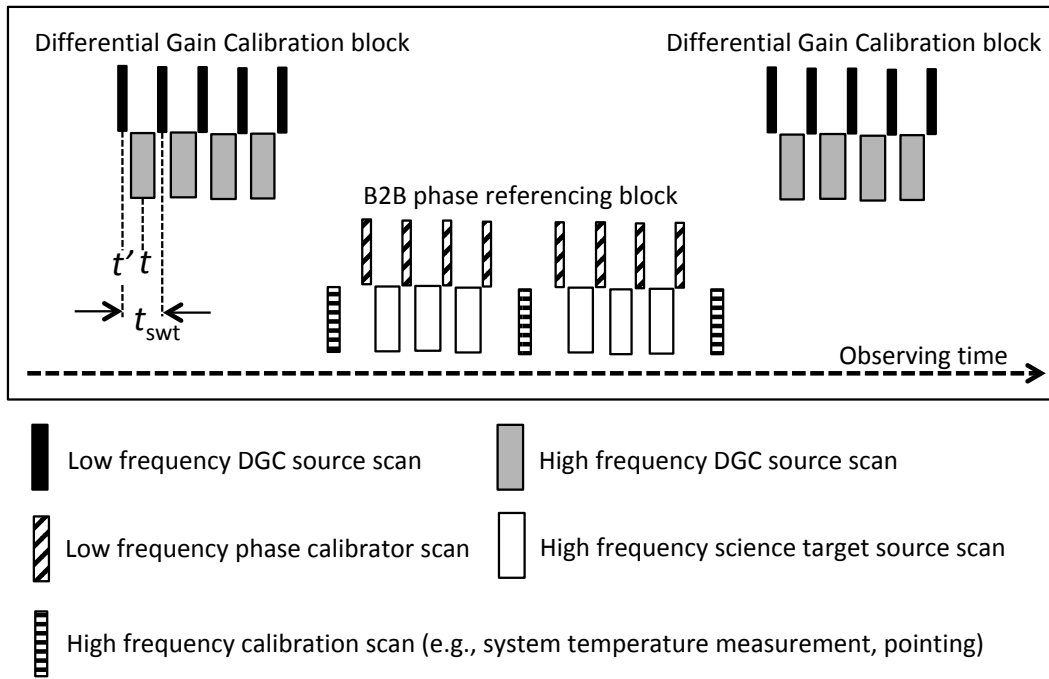 Differential Gain Calibration block
Differential Gain Calibration block
B2B phase referencing block
t’ t
tswt
Observing time
Low frequency DGC source scan
High frequency DGC source scan
Low frequency phase calibrator scan
High frequency science target source scan
High frequency calibration scan (e.g., system temperature measurement, pointing)